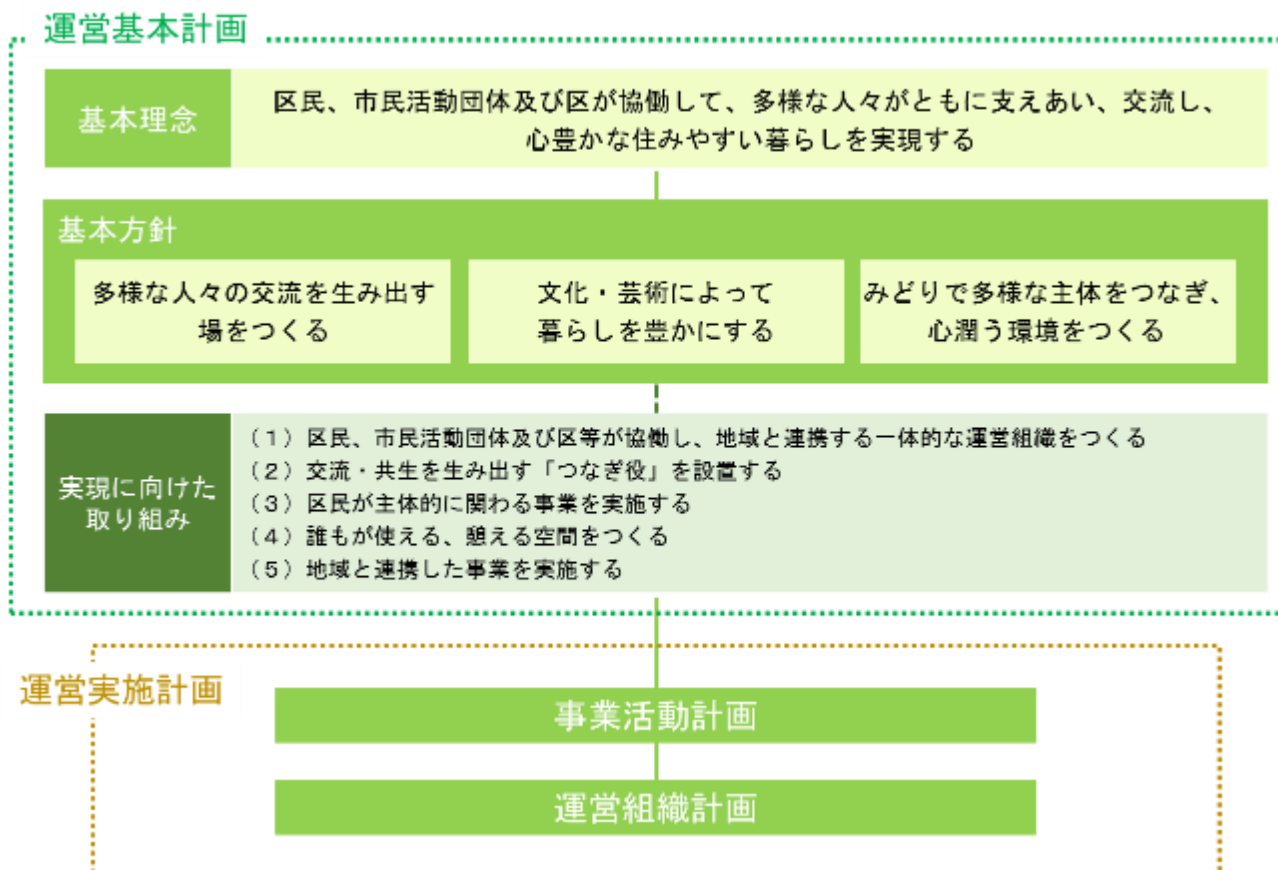 運営基本計画
基本理念
区民、市民活動団体及び区が協働して、多様な人々がともに支えあい、交流し、
心豊かな住みやすい暮らしを実現する
基本方針
多様な人々の交流を生み出す
場をつくる
文化・芸術によって
暮らしを豊かにする
みどりで多様な主体をつなぎ、
心潤う環境をつくる
実現に向けた
取り組み
（1）区民、市民活動団体及び区等が協働し、地域と連携する一体的な運営組織をつくる
（2）交流・共生を生み出す「つなぎ役」を設置する
（3）区民が主体的に関わる事業を実施する
（4）誰もが使える、憩える空間をつくる
（5）地域と連携した事業を実施する
運営実施計画
事業活動計画
運営組織計画